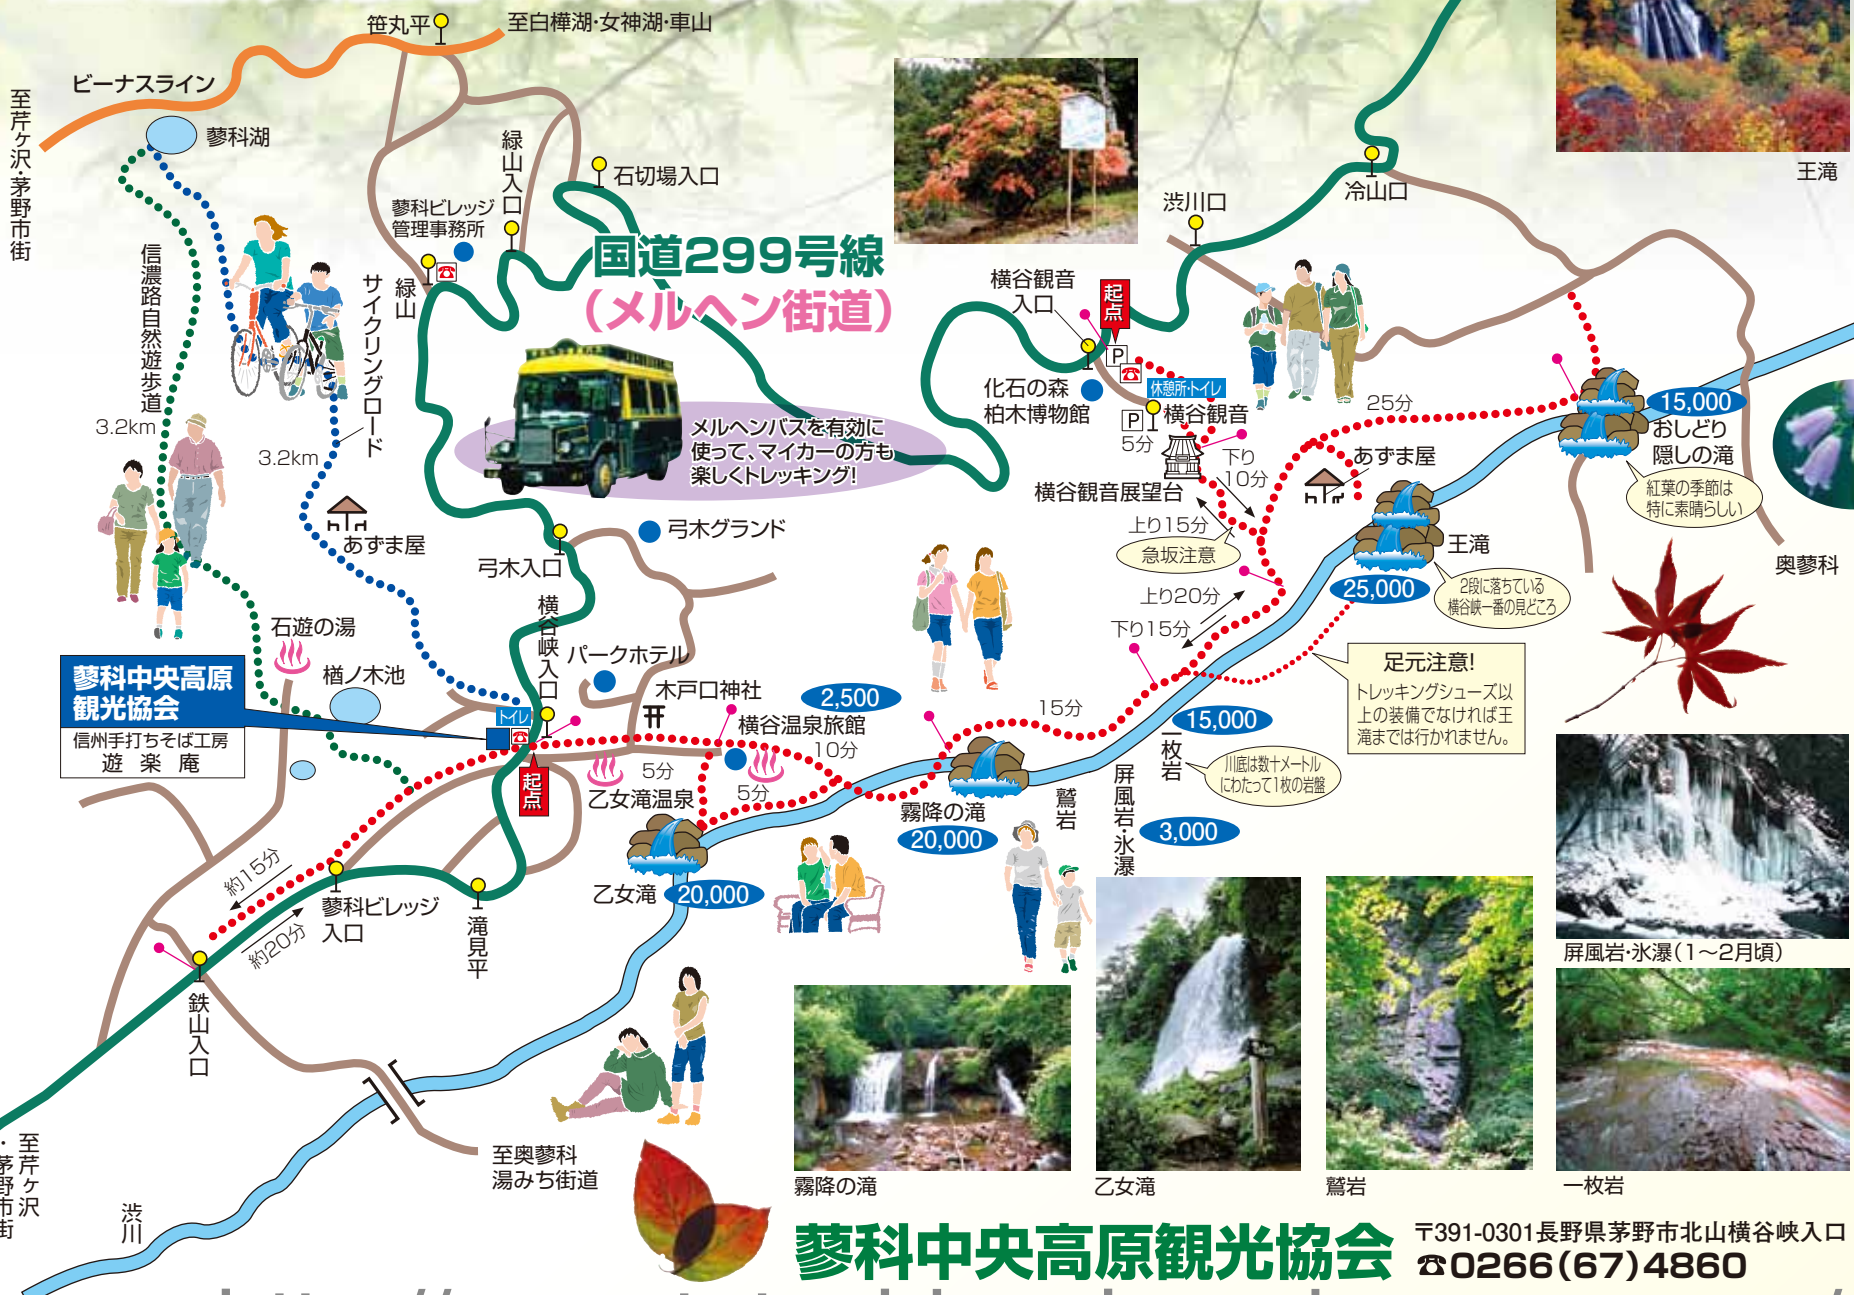 笹丸平
至白樺湖・女神湖・車山
ビーナスライン
至芹ヶ沢・茅野市街
蓼科湖
緑山入口
石切場入口
蓼科ビレッジ
管理事務所
緑山
国道299号線
(メルヘン街道)
信濃路自然遊歩道
3.2km
サイクリングロード
3.2km
メルヘンバスを有効に
使って、マイカーの方も
楽しくトレッキング!
あずま屋
弓木入口
弓木グランド
冷山口
渋川口
王滝
横谷観音
入口
起点
P
化石の森
柏木博物館
休憩所・トイレ
P
横谷観音
5分
下り
10分
横谷観音展望台
上り15分
急坂注意
25分
あずま屋
15,000
おしどり
隠しの滝
紅葉の季節は
特に素晴らしい
王滝
25,000
2段に落ちている
横谷峡一番の見どころ
奥蓼科
上り20分
下り15分
足元注意!
トレッキングシューズ以
上の装備でなければ王
滝までは行かれません。
石遊の湯
楢ノ木池
蓼科中央高原
観光協会
信州手打ちそば工房
遊楽庵
横谷峡入口
トイレ
起点
パークホテル
木戸口神社
横谷温泉旅館
2,500
10分
5分
5分
乙女滝温泉
15分
15,000
一枚岩
川底は数十メートル
にわたって1枚の岩盤
霧降の滝
20,000
鷲岩
屏風岩・氷瀑
3,000
乙女滝
20,000
約15分
約20分
蓼科ビレッジ
入口
滝見平
鉄山入口
至芹ヶ沢
・茅野市街
渋川
至奥蓼科
湯みち街道
屏風岩・氷瀑(1～2月頃)
霧降の滝
乙女滝
鷲岩
一枚岩
蓼科中央高原観光協会
〒391-0301長野県茅野市北山横谷峡入口
☎0266(67)4860